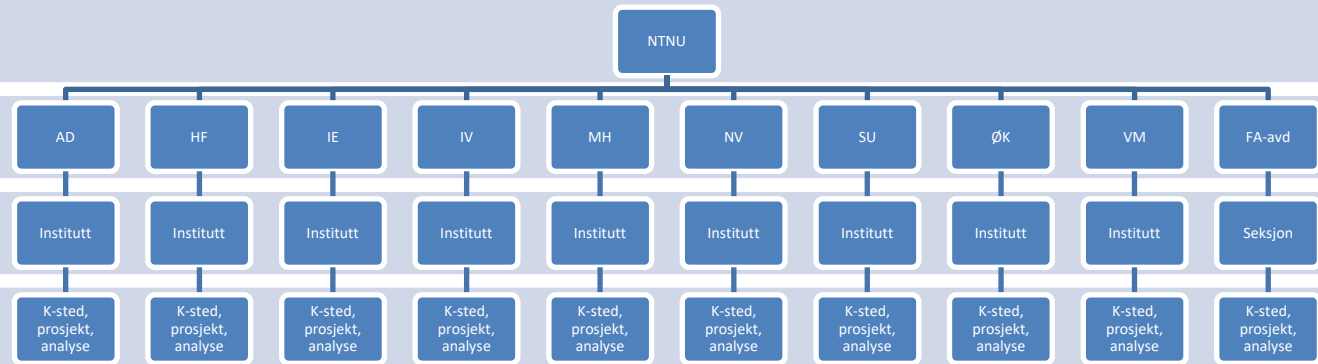 NTNU
AD
HF
IE
IV
MH
NV
SU
ØK
VM
FA-avd
Institutt
Institutt
Institutt
Institutt
Institutt
Institutt
Institutt
Institutt
Institutt
Seksjon
K-sted,
prosjekt,
analyse
K-sted,
prosjekt,
analyse
K-sted,
prosjekt,
analyse
K-sted,
prosjekt,
analyse
K-sted,
prosjekt,
analyse
K-sted,
prosjekt,
analyse
K-sted,
prosjekt,
analyse
K-sted,
prosjekt,
analyse
K-sted,
prosjekt,
analyse
K-sted,
prosjekt,
analyse